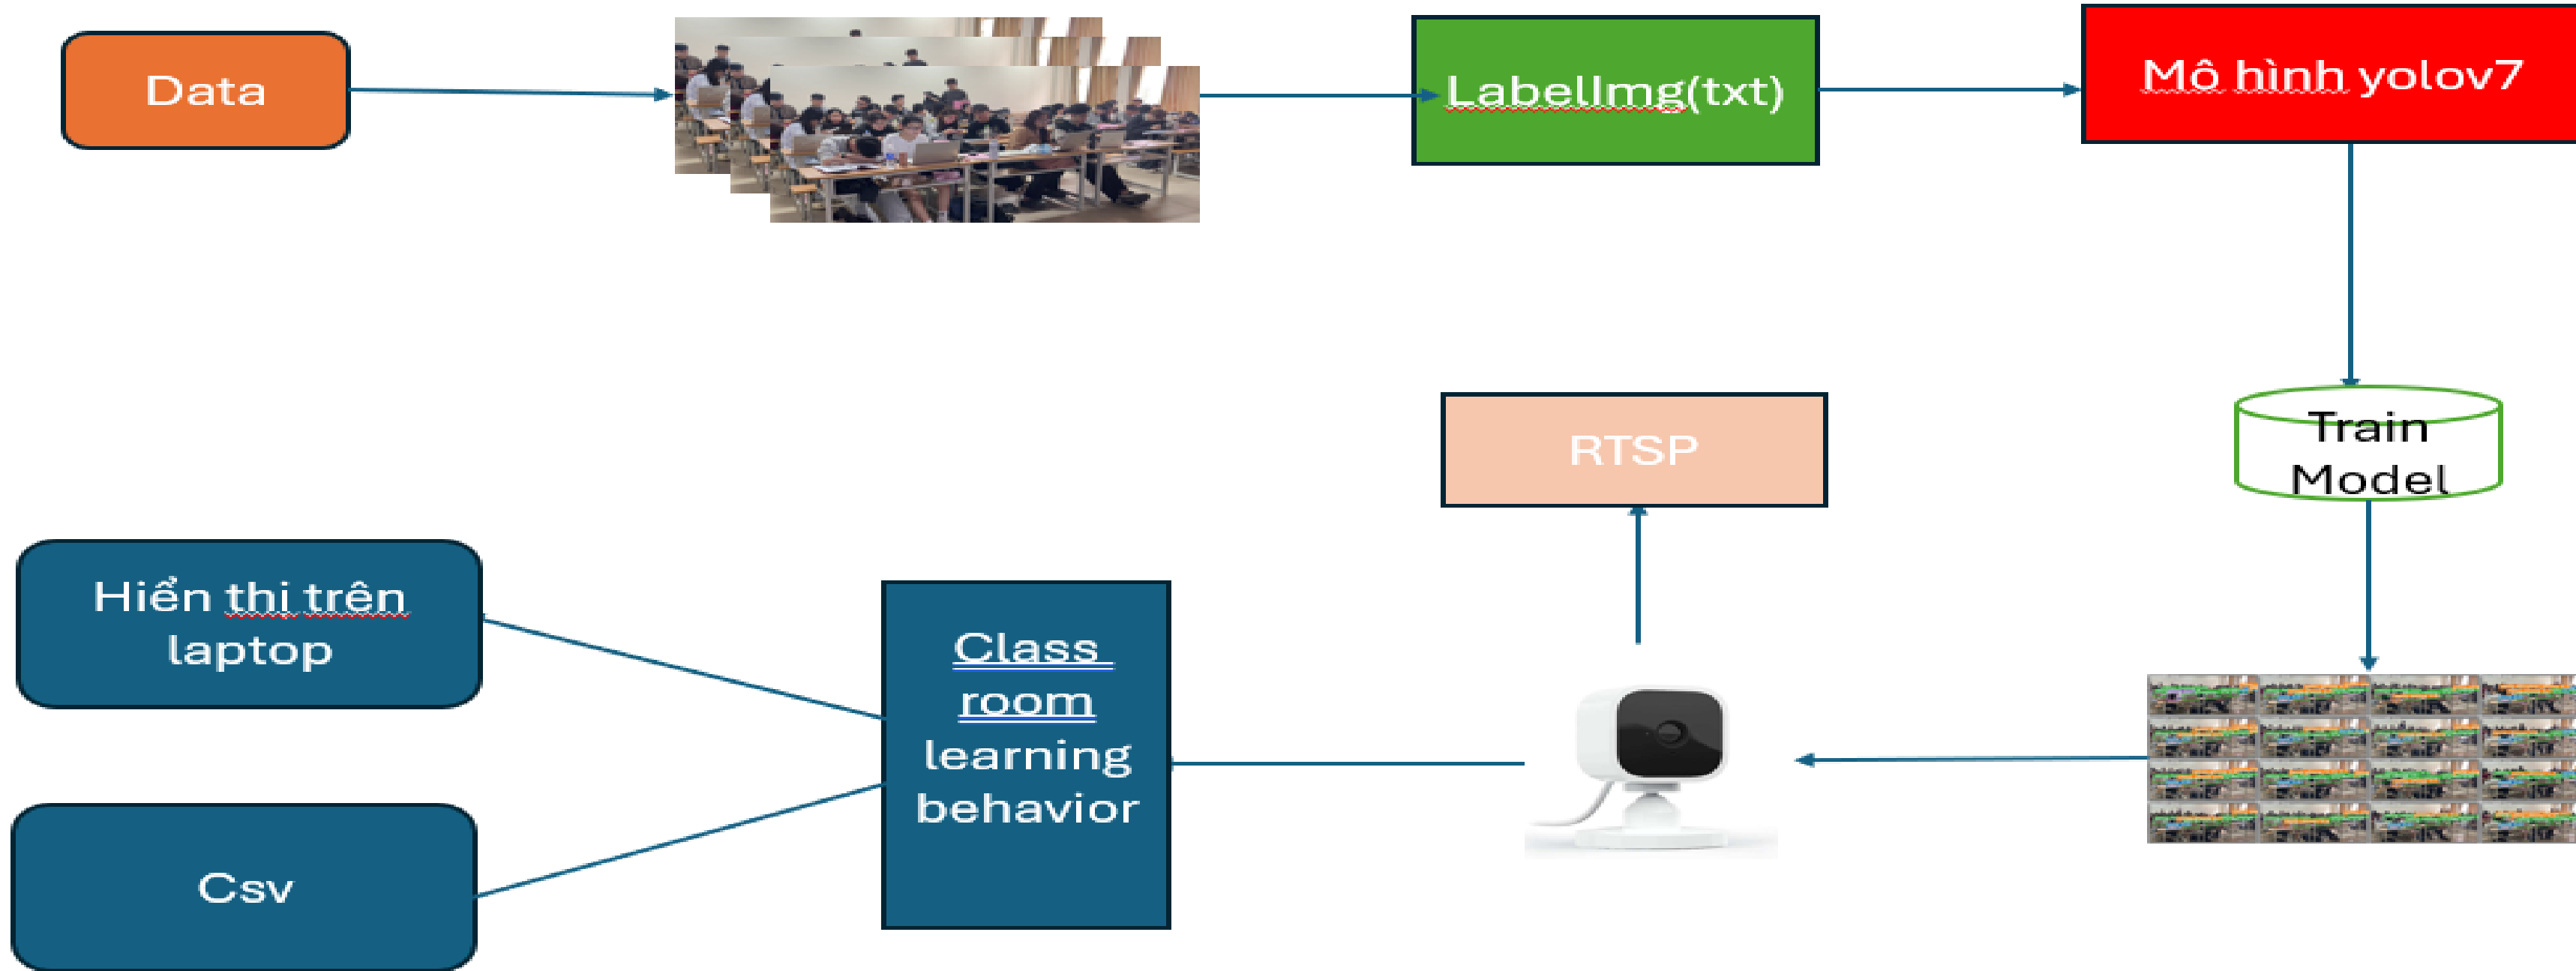 Data
LabelImg(txt)
Mô hình yolov7
Train
Model
RTSP
Hiển thị trên
laptop
Class
room
learning
behavior
Csv